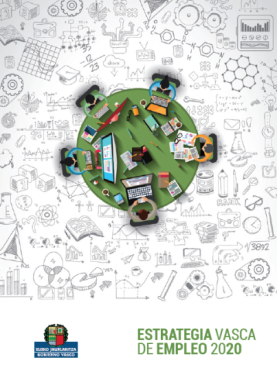 EUSKO JAURLARITZA
GOBIERNO VASCO
ESTRATEGIA VASCA
DE EMPLEO 2020